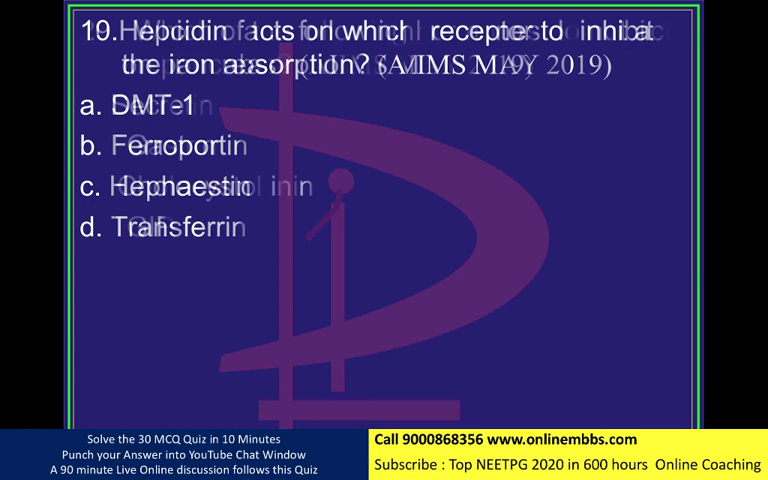 10.Hepcidin acts on which receptor to inhibit
the iron absorption? (AIIMS MAY 2019)
a. DMT-1
b. Ferroportin
c. Hephaestin
d. Transferrin
Solve the 30 MCQ Quiz in 10 Minutes
Punch your Answer into YouTube Chat Window
A 90 minute Live Online discussion follows this Quiz
Call 9000868356 www.onlinembbs.com
Subscribe : Top NEETPG 2020 in 600 hours Online Coaching